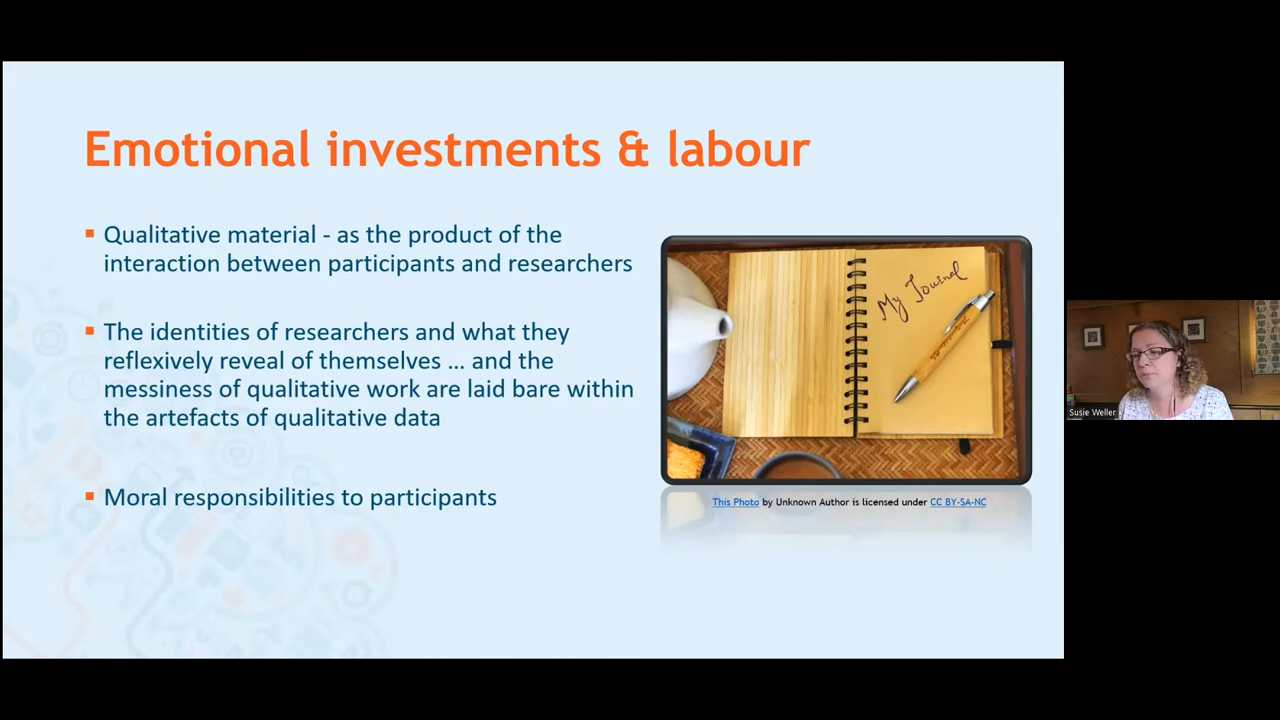 Emotional investments & labour
Qualitative material - as the product of the
interaction between participants and researchers
The identities of researchers and what they
reflexively reveal of themselves ... and the
messiness of qualitative work are laid bare within
the artefacts of qualitative data
Moral responsibilities to participants
My Journal
This Photo by Unknown Author is licensed under CC BY-SA-NC
Susie Weller